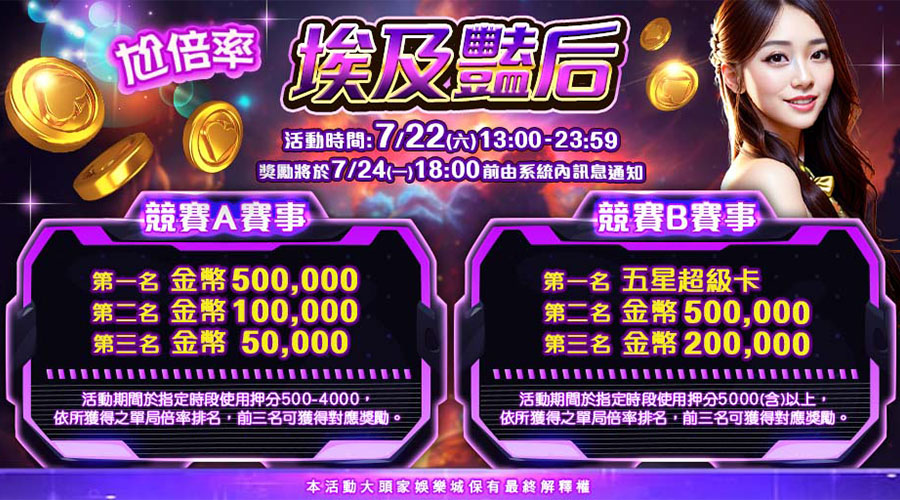 尬倍率
埃及豔后
活動時間:7/22(六)13:00-23:59
獎勵將於7/24(一)18:00前由系統內訊息通知
競賽A賽事
第一名 金幣500,000
第二名 金幣100,000
第三名 金幣 50,000
活動期間於指定時段使用押分500-4000，
依所獲得之單局倍率排名，前三名可獲得對應獎勵。
競賽B賽事
第一名 五星超級卡
第二名 金幣500,000
第三名 金幣200,000
活動期間於指定時段使用押分5000(含)以上，
依所獲得之單局倍率排名，前三名可獲得對應獎勵。
本活動大頭家娛樂城保有最終解釋權